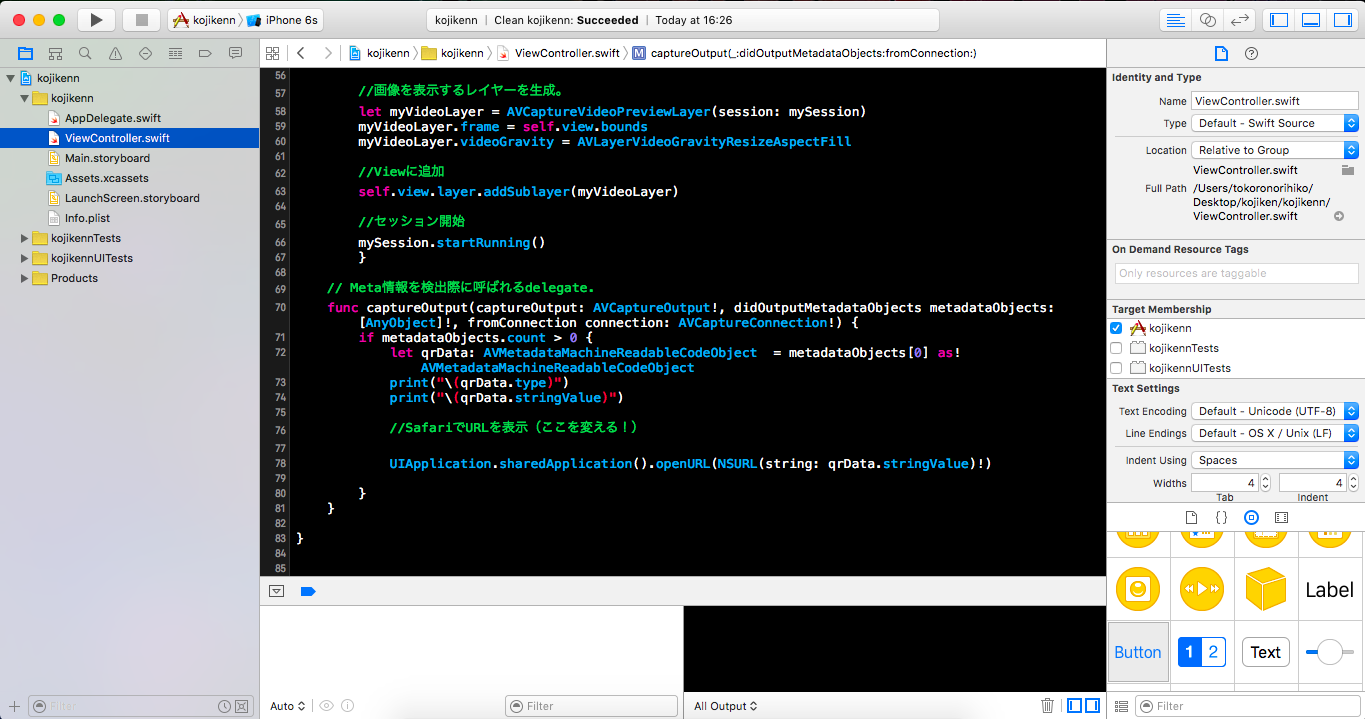 kojikenn
iPhone 6s
kojikenn | Clean kojikenn: Succeeded | Today at 16:26
kojikenn
kojikenn
ViewController.swift
M
captureOutput(_:didOutputMetadataObjects:fromConnection:)
kojikenn
kojikenn
AppDelegate.swift
ViewController.swift
Main.storyboard
Assets.xcassets
LaunchScreen.storyboard
Info.plist
kojikennTests
kojikennUITests
Products
Filter
56
57 //画像を表示するレイヤーを生成。
58 let myVideoLayer = AVCaptureVideoPreviewLayer(session: mySession)
59 myVideoLayer.frame = self.view.bounds
60 myVideoLayer.videoGravity = AVLayerVideoGravityResizeAspectFill
61
62 //Viewに追加
63 self.view.layer.addSublayer(myVideoLayer)
64
65 //セッション開始
66 mySession.startRunning()
67 }
68
69 // Meta情報を検出際に呼ばれるdelegate.
70 func captureOutput(captureOutput: AVCaptureOutput!, didOutputMetadataObjects metadataObjects:
[AnyObject]!, fromConnection connection: AVCaptureConnection!) {
71 if metadataObjects.count > 0 {
72 let qrData: AVMetadataMachineReadableCodeObject  = metadataObjects[0] as!
AVMetadataMachineReadableCodeObject
73 print("\(qrData.type)")
74 print("\(qrData.stringValue)")
75
76 //SafariでURLを表示（ここを変える！）
77
78 UIApplication.sharedApplication().openURL(NSURL(string: qrData.stringValue)!)
79
80 }
81 }
82
83 }
84
85
Auto
Filter
All Output
Identity and Type
Name ViewController.swift
Type Default - Swift Source
Location Relative to Group
ViewController.swift
Full Path /Users/tokoronorihiko/
Desktop/kojiken/kojikenn/
ViewController.swift
On Demand Resource Tags
Only resources are taggable
Target Membership
kojikenn
kojikennTests
kojikennUITests
Text Settings
Text Encoding Default - Unicode (UTF-8)
Line Endings Default - OS X / Unix (LF)
Indent Using Spaces
Widths 4 4
Tab Indent
{}
Label
Button 1 2 Text
Filter